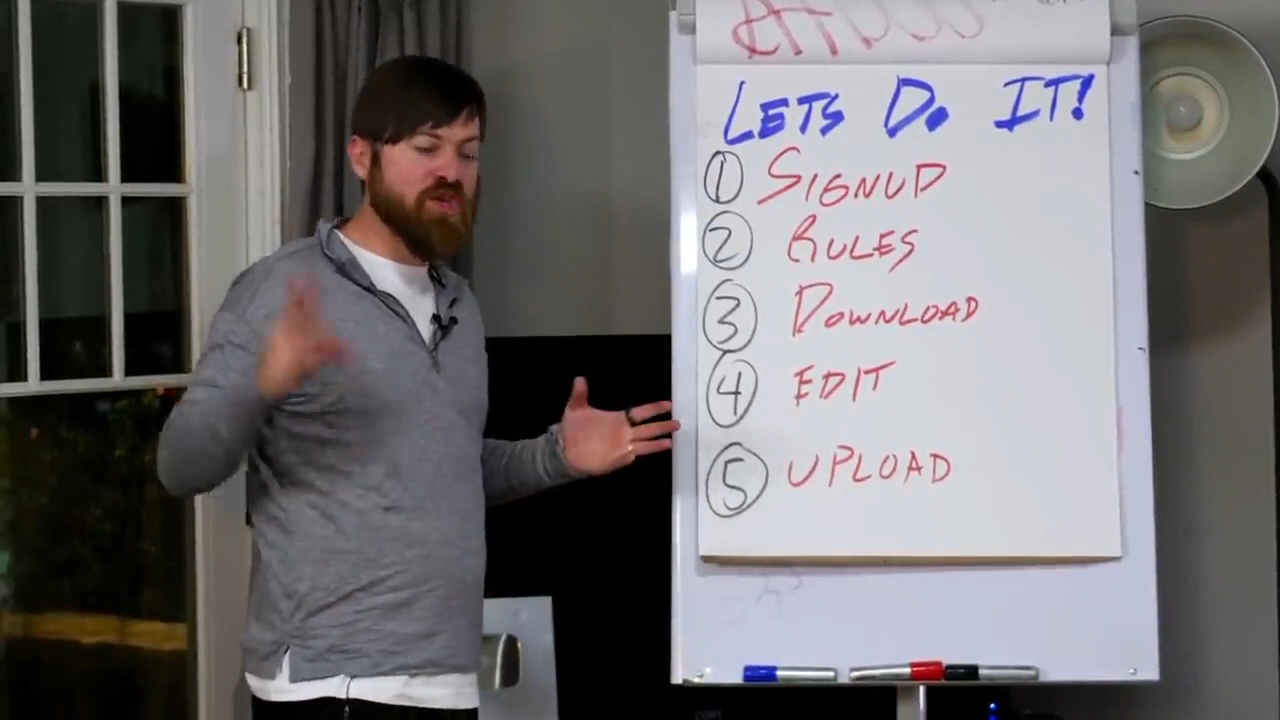 LETS DO IT!
1 SIGNUP
2 RULES
3 DOWNLOAD
4 EDIT
5 UPLOAD